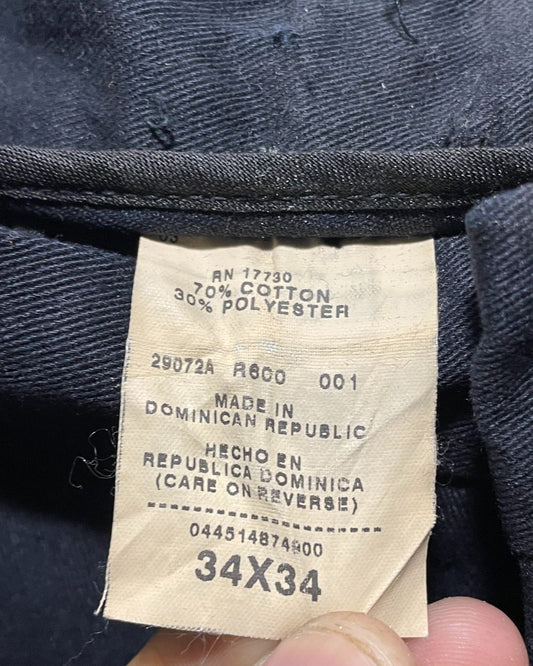 RN 17730
70% COTTON
30% POLYESTER
29072A R600 001
MADE IN
DOMINICAN REPUBLIC
HECHO EN
REPUBLICA DOMINICA
(CARE ON REVERSE)
044514874900
34X34